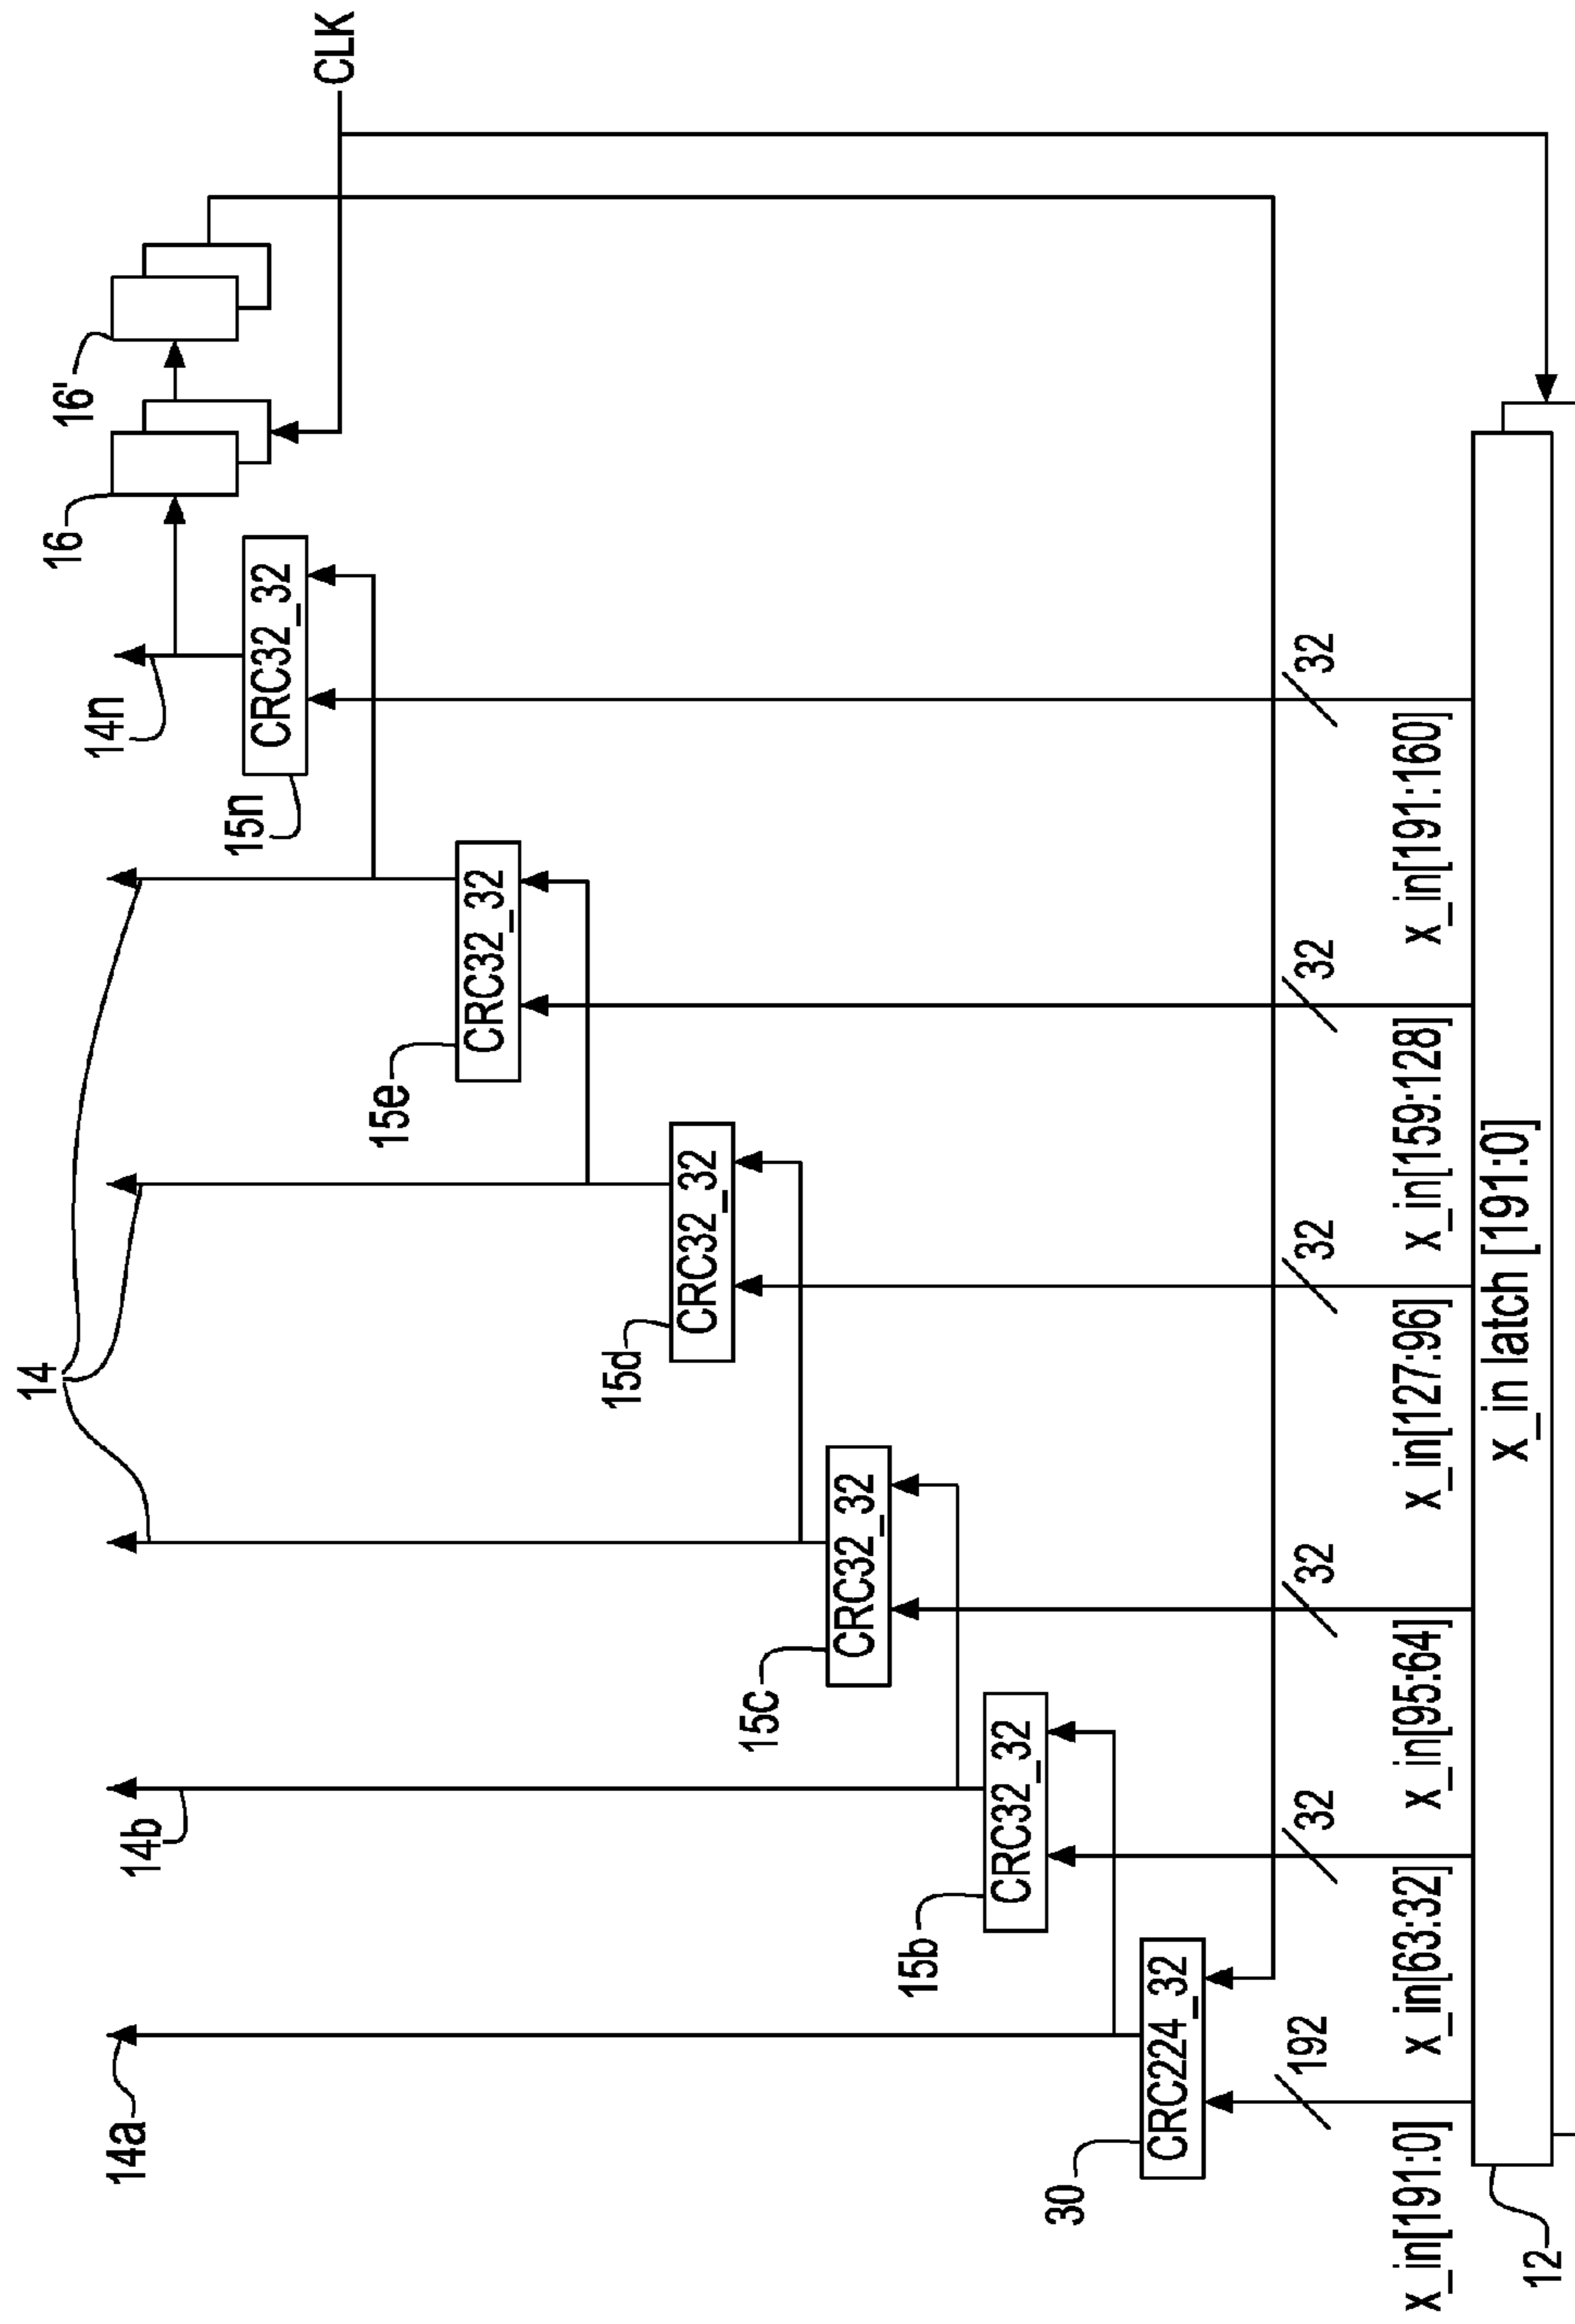 14
16
16'
14n
CLK
15n
CRC32_32
15e
CRC32_32
15d
CRC32_32
14b
15c
CRC32_32
14a
15b
CRC32_32
30
CRC224_32
192
32
32
32
32
32
x_in[191:0]
x_in[63:32]
x_in[95:64]
x_in[127:96]
x_in[159:128]
x_in[191:160]
x_in latch [191:0]
12